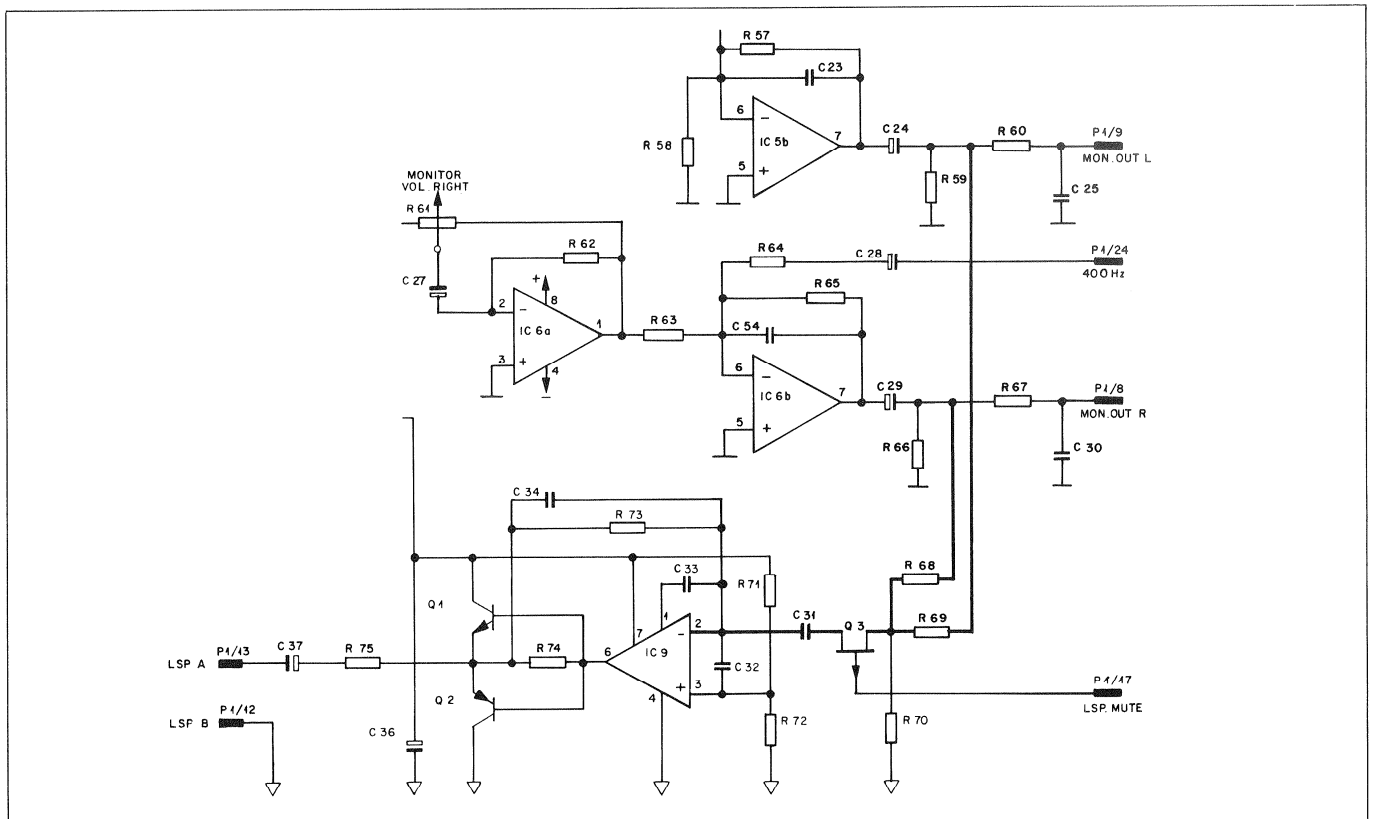 R 57
C 23
6
−
IC 5b
7
5
+
R 58
C 24
R 59
R 60
P1/9
MON. OUT L
C 25
MONITOR
VOL. RIGHT
R 61
R 62
C 27
+
8
2
−
IC 6a
1
3
+
4
−
R 63
R 64
C 28
P1/24
400 Hz
R 65
C 54
6
−
IC 6b
7
5
+
C 29
R 66
R 67
P1/8
MON. OUT R
C 30
C 34
R 73
C 33
R 71
R 68
Q1
1
R 69
C 31
Q 3
2
−
7
IC 9
C 37
P1/13
LSP A
R 75
R 74
6
C 32
+
3
4
P1/17
LSP. MUTE
Q 2
P1/12
LSP B
C 36
R 72
R 70